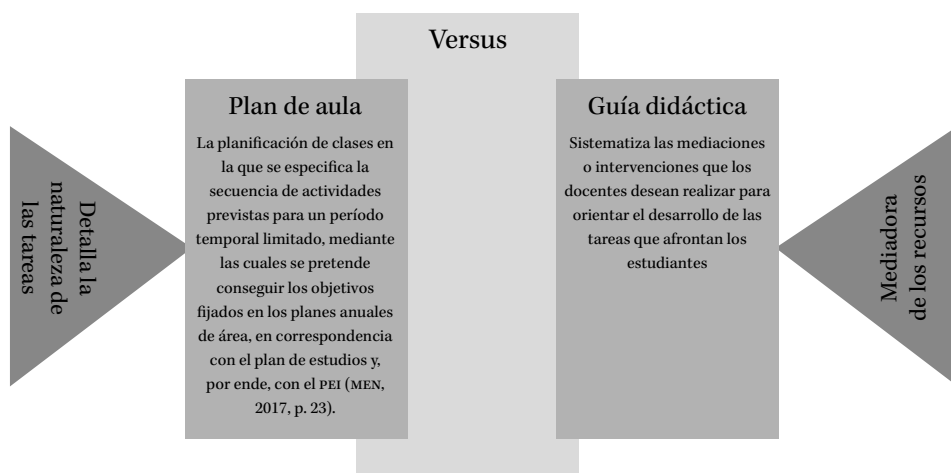 Versus
Detalla la
naturaleza de
las tareas
Plan de aula
La planificación de clases en
la que se especifica la
secuencia de actividades
previstas para un período
temporal limitado, mediante
las cuales se pretende
conseguir los objetivos
fijados en los planes anuales
de área, en correspondencia
con el plan de estudios y,
por ende, con el PEI (MEN,
2017, p. 23).
Guía didáctica
Sistematiza las mediaciones
o intervenciones que los
docentes desean realizar para
orientar el desarrollo de las
tareas que afrontan los
estudiantes
Mediadora
de los recursos